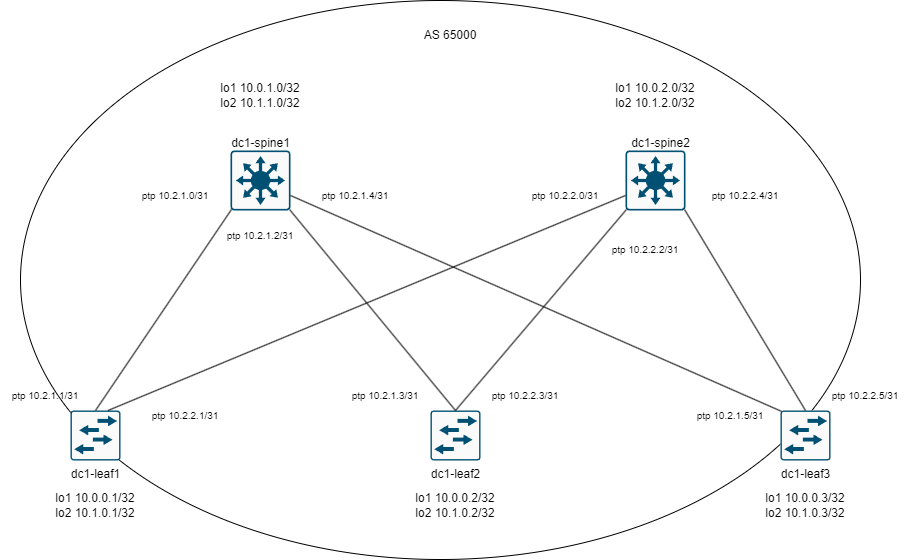 AS 65000
lo1 10.0.1.0/32
lo2 10.1.1.0/32
lo1 10.0.2.0/32
lo2 10.1.2.0/32
dc1-spine1
dc1-spine2
ptp 10.2.1.0/31
ptp 10.2.1.4/31
ptp 10.2.2.0/31
ptp 10.2.2.4/31
ptp 10.2.1.2/31
ptp 10.2.2.2/31
ptp 10.2.1.1/31
ptp 10.2.1.3/31
ptp 10.2.2.3/31
ptp 10.2.2.5/31
ptp 10.2.2.1/31
ptp 10.2.1.5/31
dc1-leaf1
dc1-leaf2
dc1-leaf3
lo1 10.0.0.1/32
lo2 10.1.0.1/32
lo1 10.0.0.2/32
lo2 10.1.0.2/32
lo1 10.0.0.3/32
lo2 10.1.0.3/32